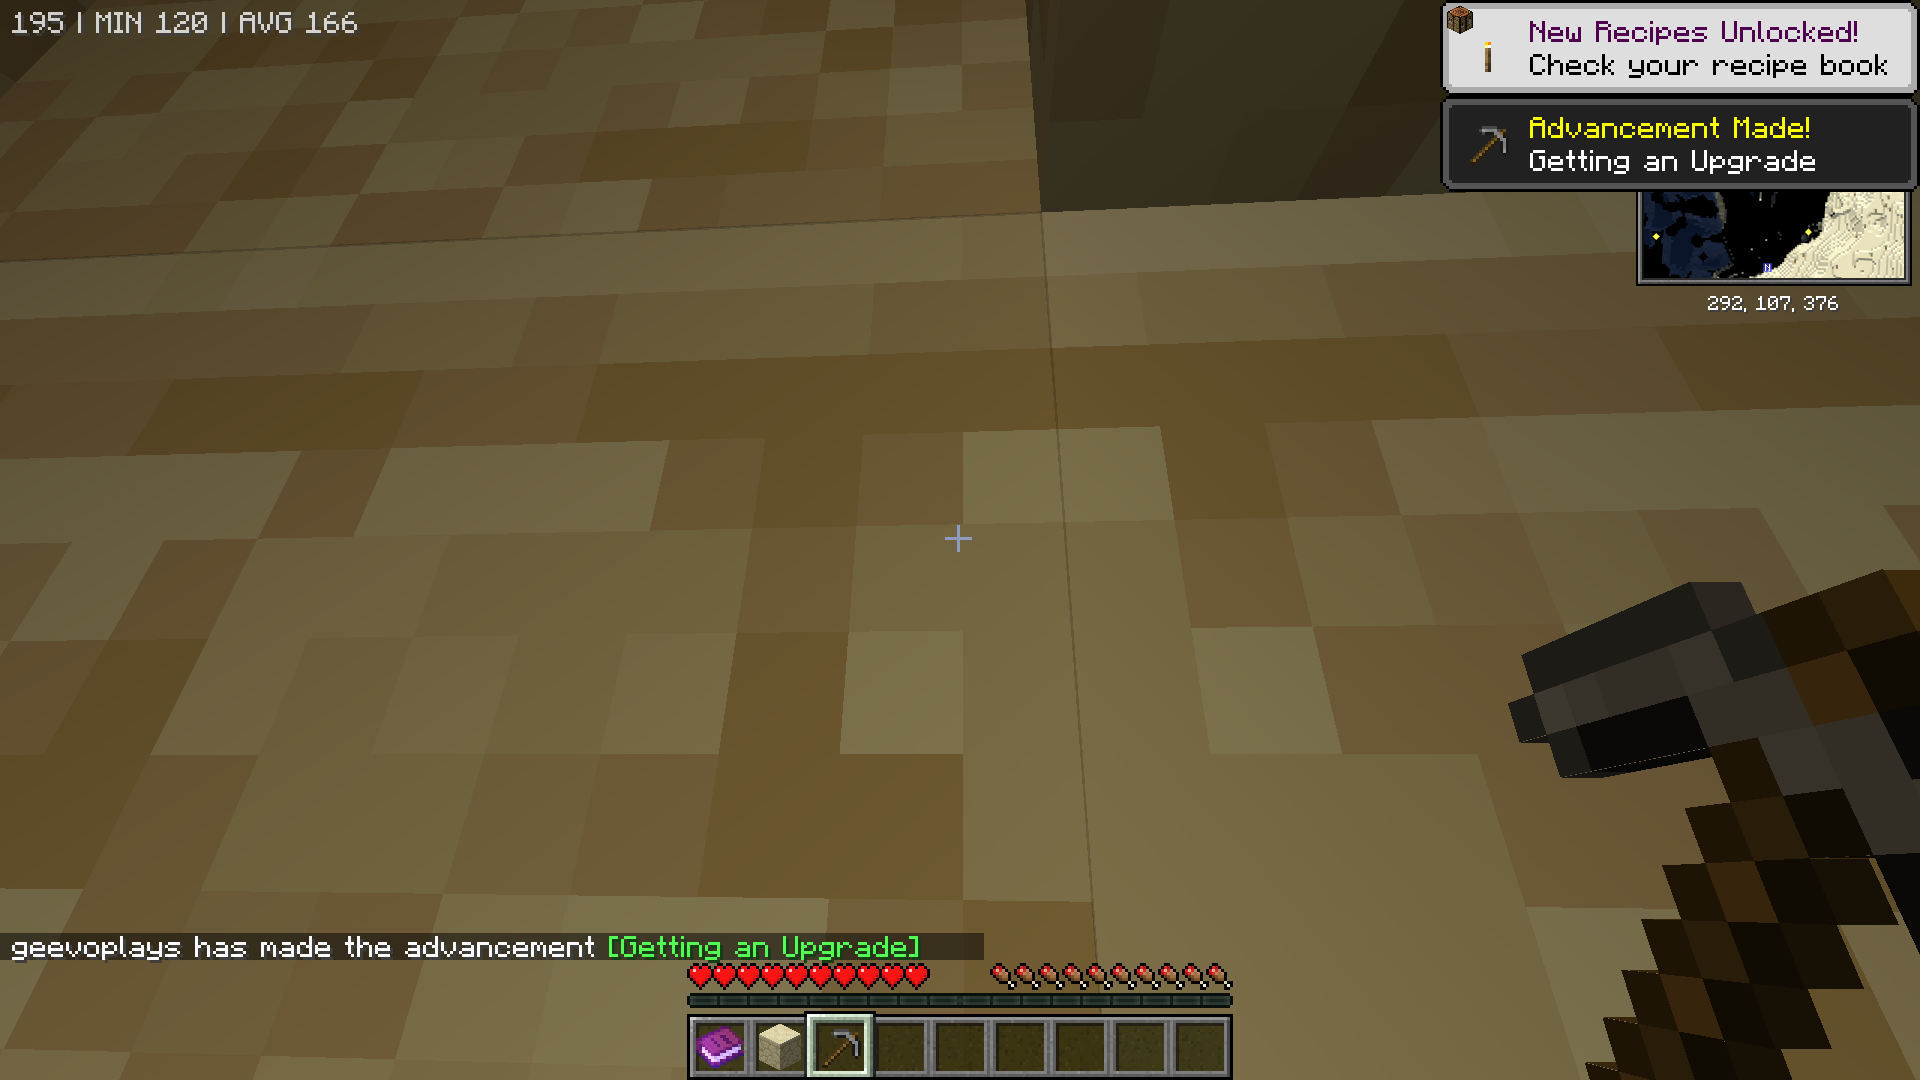 195 | MIN 120 | AVG 166
New Recipes Unlocked!
Check your recipe book
Advancement Made!
Getting an Upgrade
N
292, 107, 376
geevoplays has made the advancement [Getting an Upgrade]